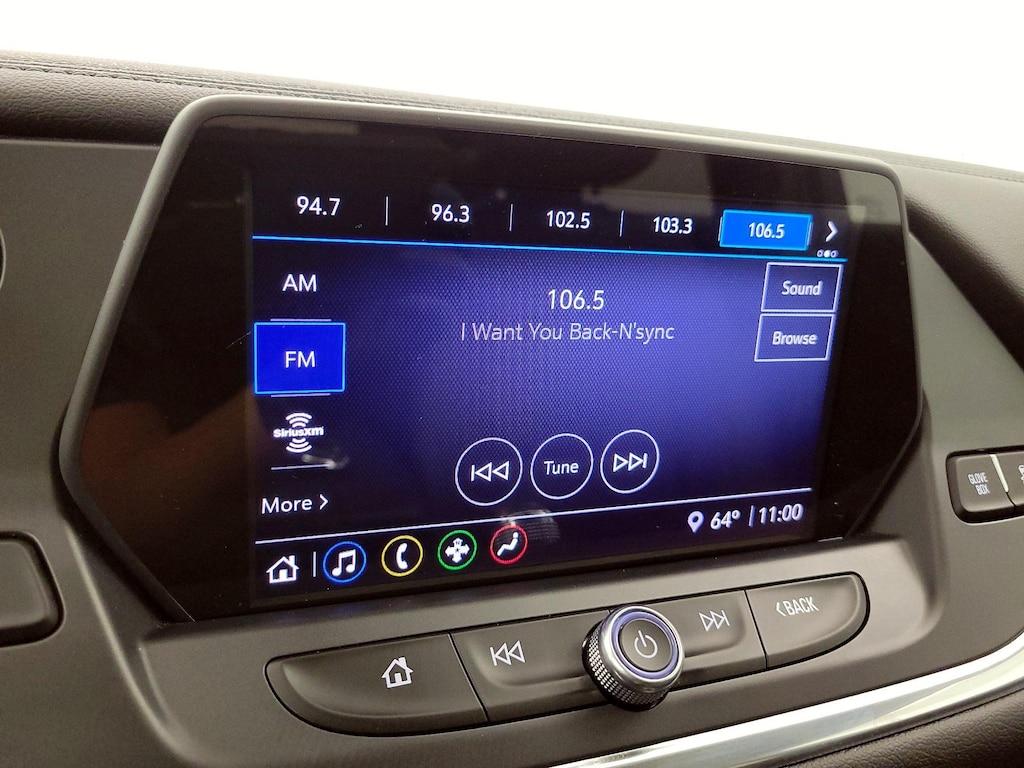 94.7 96.3 102.5 103.3 106.5
AM
FM
SiriusXM
More >
106.5
I Want You Back-N'sync
Sound
Browse
Tune
64° 11:00
<BACK
GLOVE
BOX